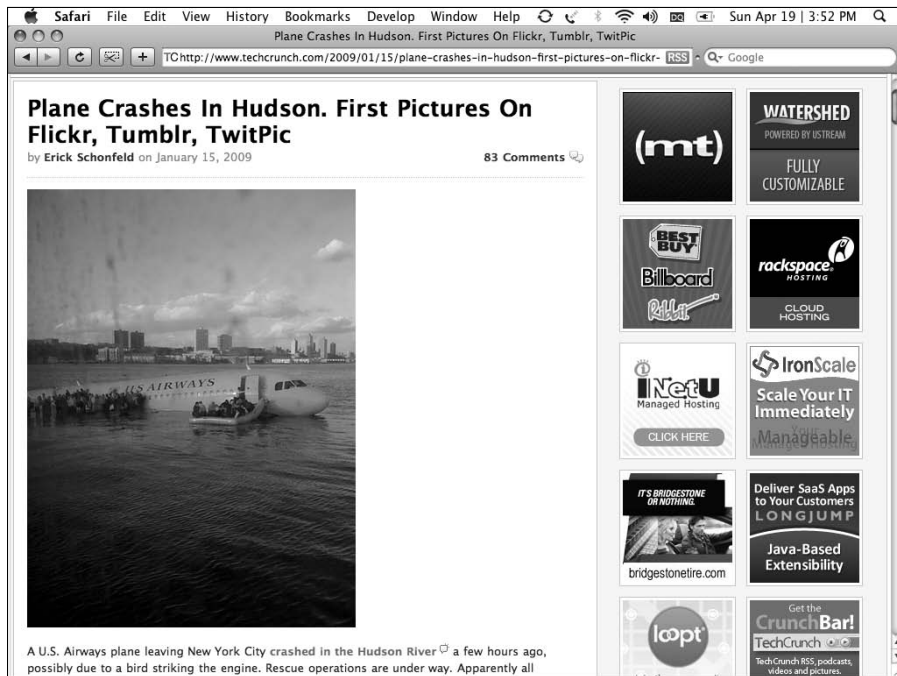 Safari File Edit View History Bookmarks Develop Window Help Sun Apr 19 | 3:52 PM
Plane Crashes In Hudson. First Pictures On Flickr, Tumblr, TwitPic
http://www.techcrunch.com/2009/01/15/plane-crashes-in-hudson-first-pictures-on-flickr- RSS Google
Plane Crashes In Hudson. First Pictures On
Flickr, Tumblr, TwitPic
by Erick Schonfeld on January 15, 2009
83 Comments
US AIRWAYS
A U.S. Airways plane leaving New York City crashed in the Hudson River a few hours ago,
possibly due to a bird striking the engine. Rescue operations are under way. Apparently all
(mt)
WATERSHED
POWERED BY USTREAM
FULLY
CUSTOMIZABLE
BEST
BUY
Billboard
Ribbit
rackspace.
HOSTING
CLOUD
HOSTING
iNetU
Managed Hosting
CLICK HERE
IronScale
Scale Your IT
Immediately
Manageable
IT'S BRIDGESTONE
OR NOTHING.
bridgestonetire.com
Deliver SaaS Apps
to Your Customers
LONGJUMP
Java-Based
Extensibility
loopt
Get the
CrunchBar!
TechCrunch
TechCrunch RSS, podcasts,
videos and pictures.